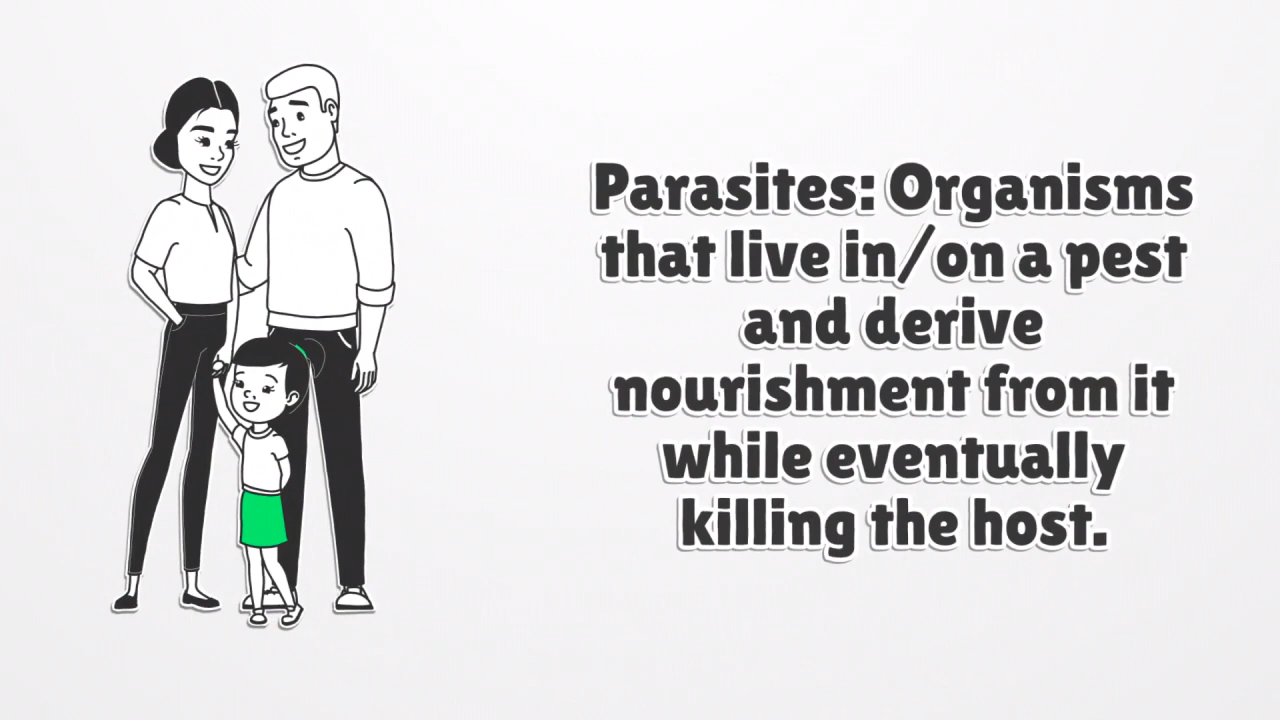 Parasites: Organisms
that live in/on a pest
and derive
nourishment from it
while eventually
killing the host.